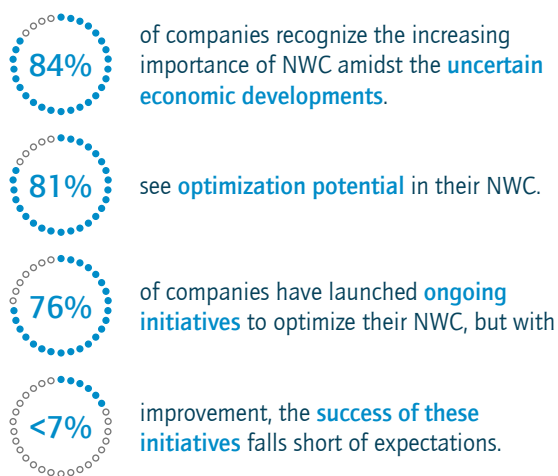 84%
of companies recognize the increasing
importance of NWC amidst the uncertain
economic developments.
81%
see optimization potential in their NWC.
76%
of companies have launched ongoing
initiatives to optimize their NWC, but with
<7%
improvement, the success of these
initiatives falls short of expectations.